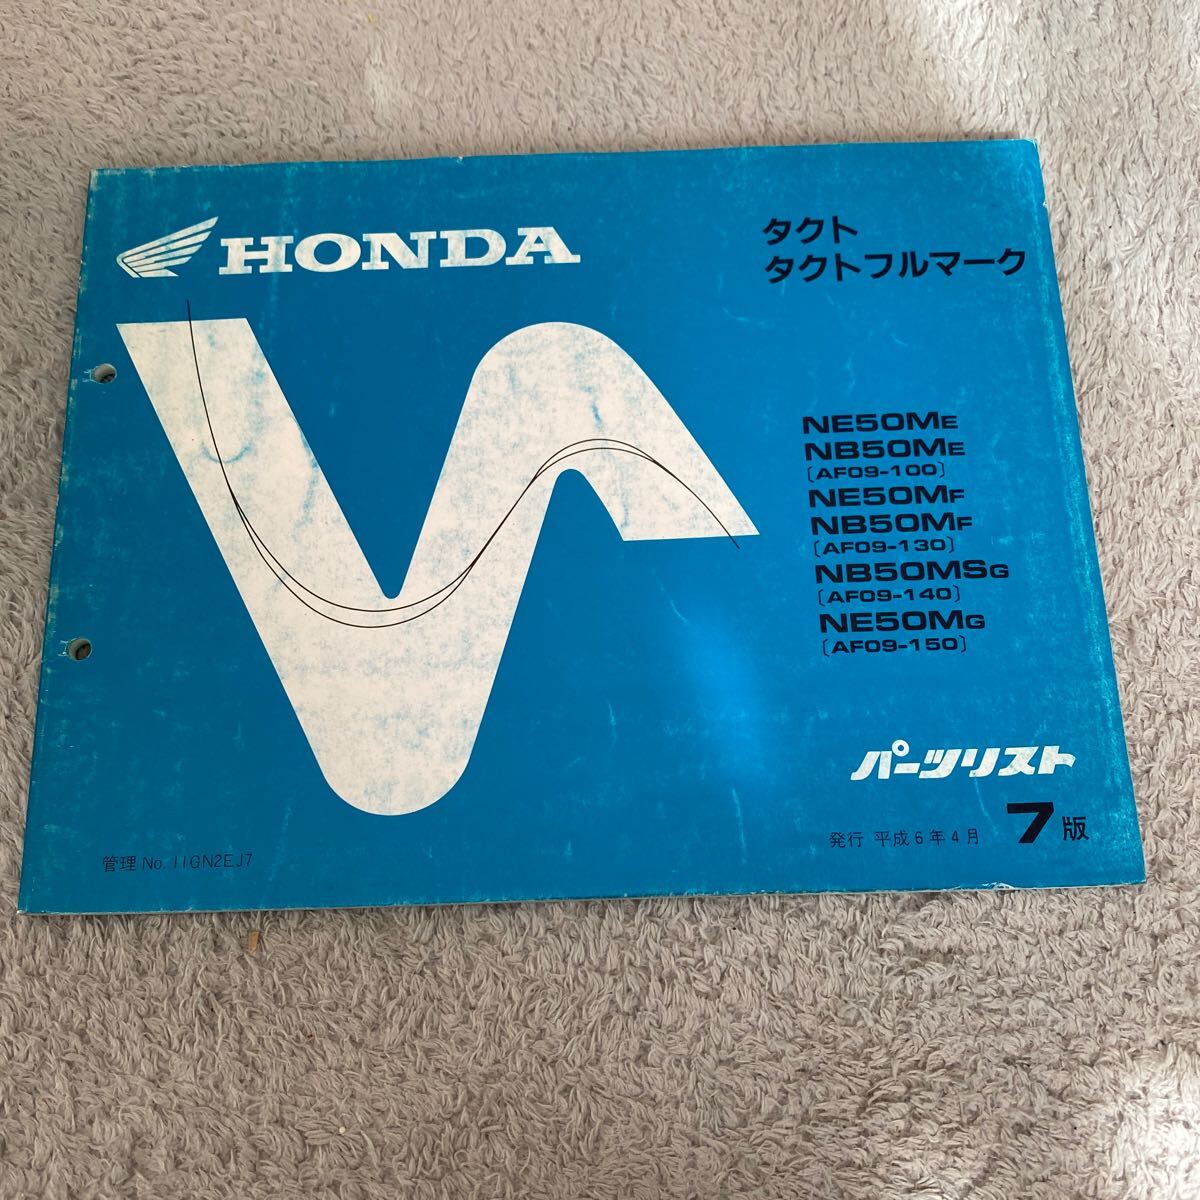 HONDA
タクト
タクトフルマーク
NE50ME
NB50ME
〔AF09-100〕
NE50MF
NB50MF
〔AF09-130〕
NB50MSG
〔AF09-140〕
NE50MG
〔AF09-150〕
パーツリスト
発行 平成6年4月 7版
管理 No. 11GN2EJ7